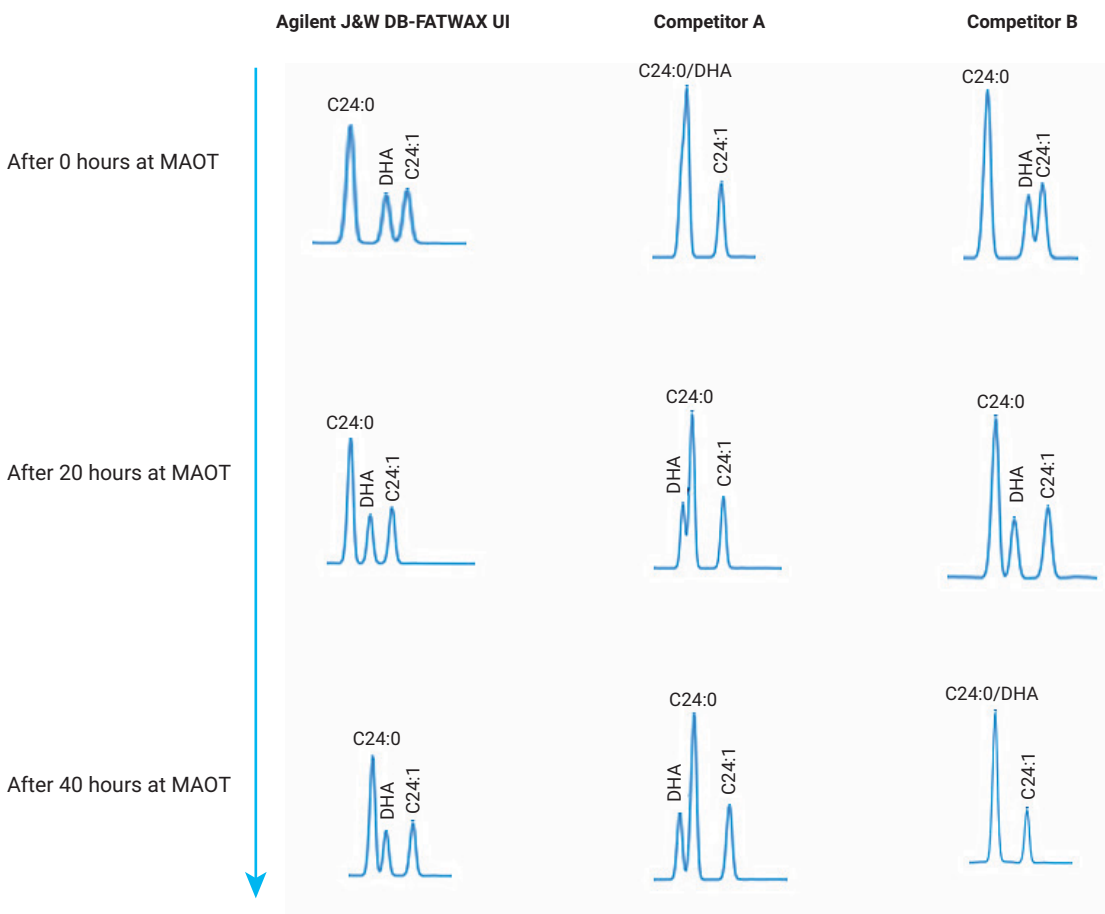 Agilent J&W DB-FATWAX UI
Competitor A
Competitor B
After 0 hours at MAOT
C24:0
DHA
C24:1
C24:0/DHA
C24:1
C24:0
DHA
C24:1
After 20 hours at MAOT
C24:0
DHA
C24:1
DHA
C24:0
C24:1
C24:0
DHA
C24:1
After 40 hours at MAOT
C24:0
DHA
C24:1
DHA
C24:0
C24:1
C24:0/DHA
C24:1